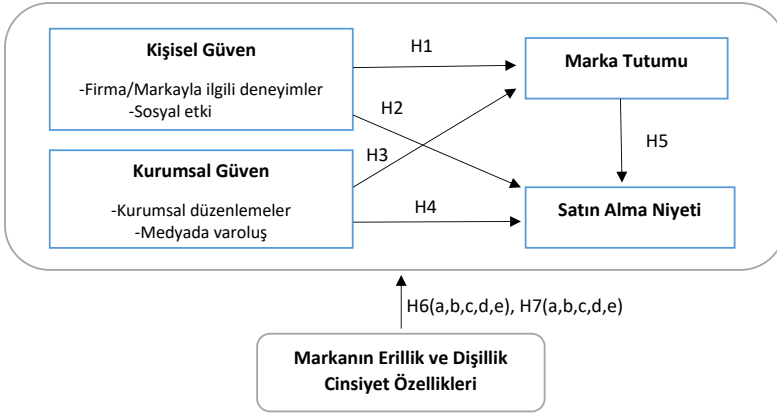 Kişisel Güven
-Firma/Markayla ilgili deneyimler
-Sosyal etki
H1
Marka Tutumu
H2
H3
H5
Kurumsal Güven
-Kurumsal düzenlemeler
-Medyada varoluş
H4
Satın Alma Niyeti
H6(a,b,c,d,e), H7(a,b,c,d,e)
Markanın Erillik ve Dişillik
Cinsiyet Özellikleri